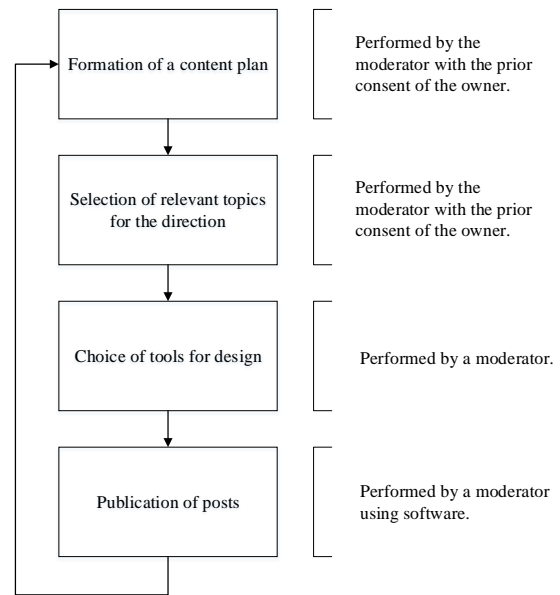 Formation of a content plan
Performed by the
moderator with the prior
consent of the owner.
Selection of relevant topics
for the direction
Performed by the
moderator with the prior
consent of the owner.
Choice of tools for design
Performed by a moderator.
Publication of posts
Performed by a moderator
using software.